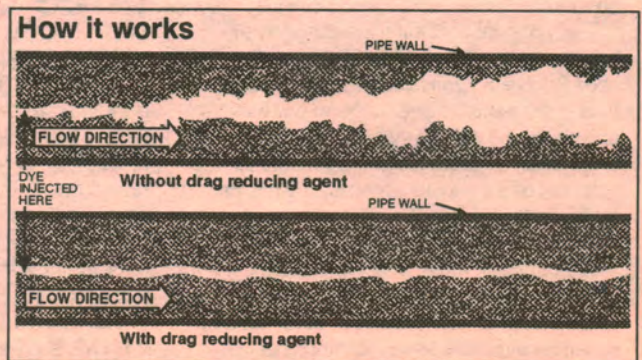 How it works
PIPE WALL
FLOW DIRECTION
DYE
INJECTED
HERE
Without drag reducing agent
PIPE WALL
FLOW DIRECTION
With drag reducing agent